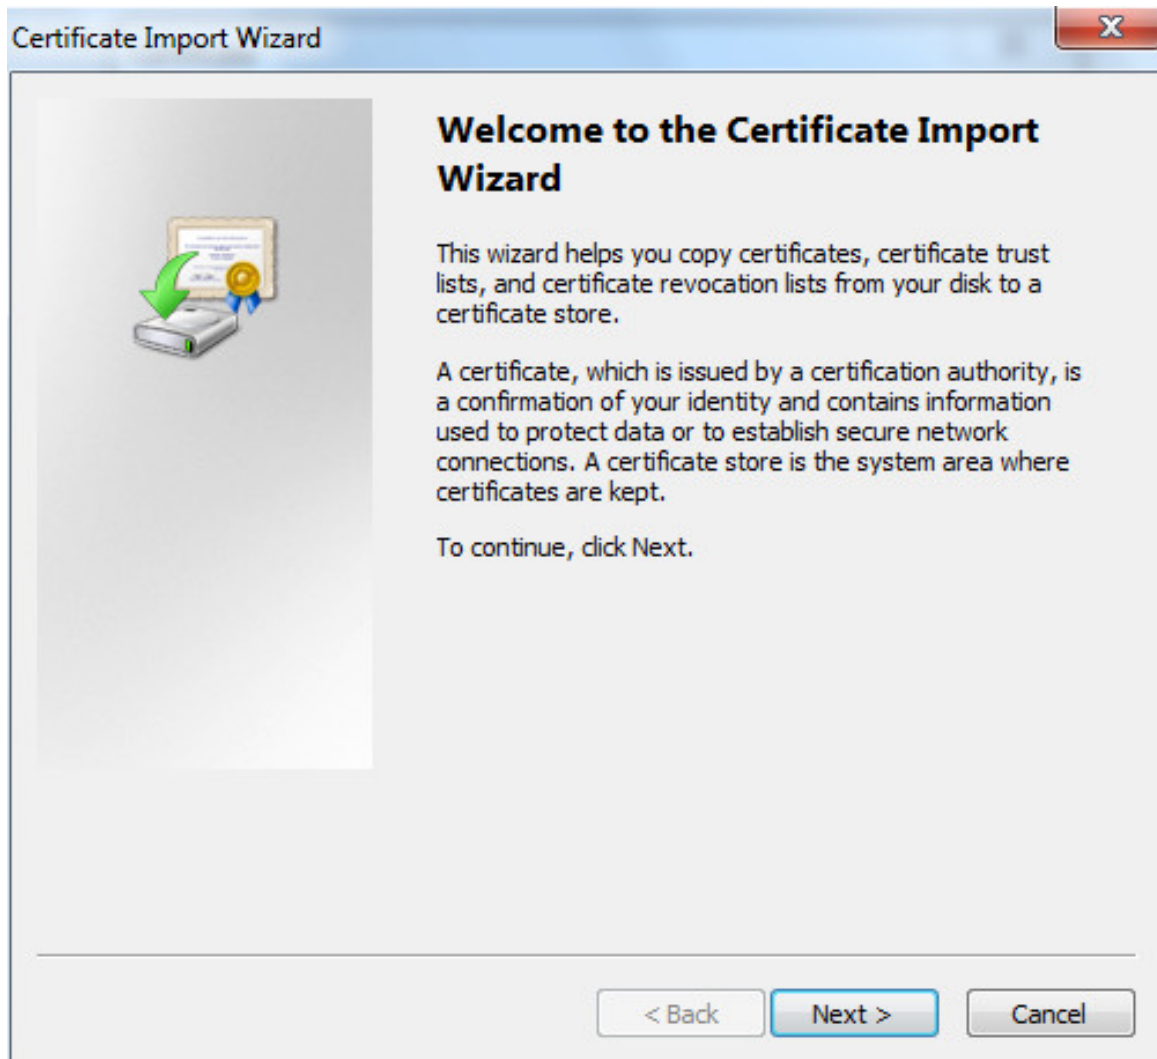 Certificate Import Wizard
Welcome to the Certificate Import
Wizard
This wizard helps you copy certificates, certificate trust
lists, and certificate revocation lists from your disk to a
certificate store.
A certificate, which is issued by a certification authority, is
a confirmation of your identity and contains information
used to protect data or to establish secure network
connections. A certificate store is the system area where
certificates are kept.
To continue, click Next.
< Back
Next >
Cancel